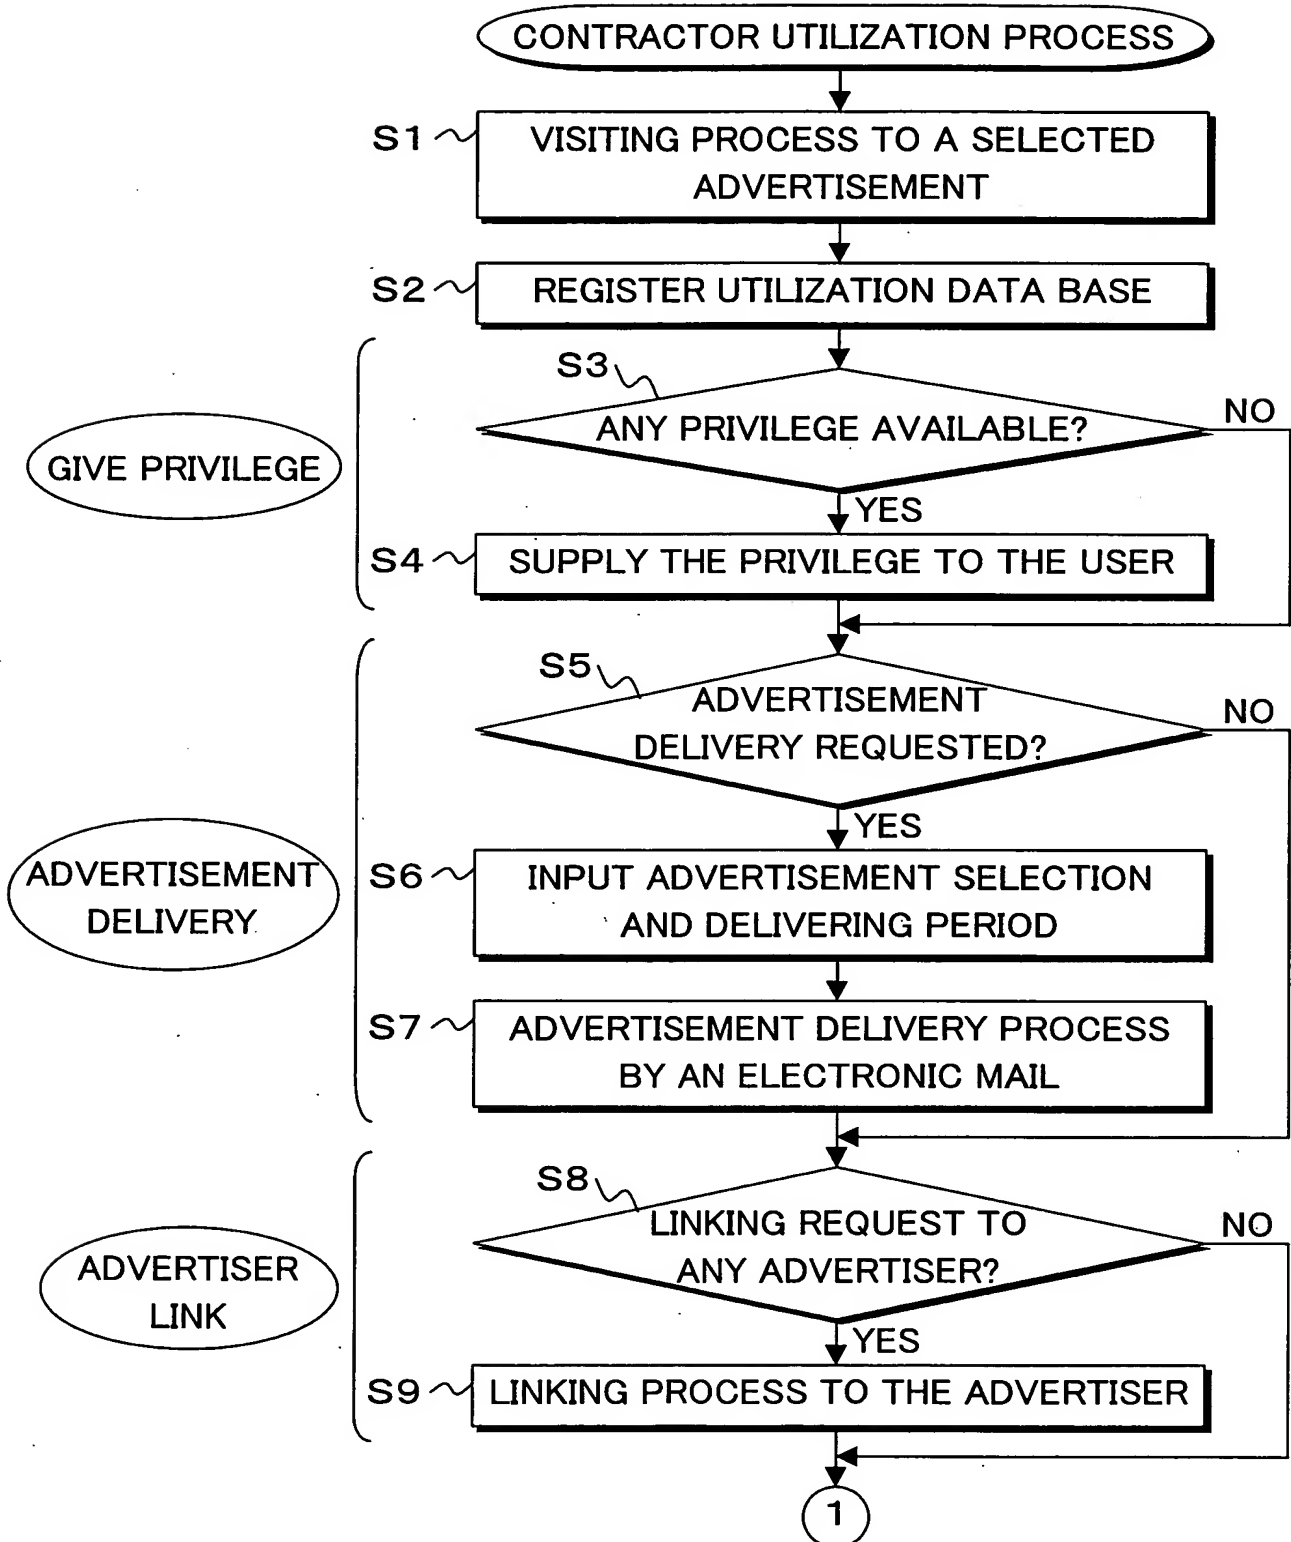 CONTRACTOR UTILIZATION PROCESS
S1
VISITING PROCESS TO A SELECTED
ADVERTISEMENT
S2
REGISTER UTILIZATION DATA BASE
GIVE PRIVILEGE
S3
ANY PRIVILEGE AVAILABLE?
NO
YES
S4
SUPPLY THE PRIVILEGE TO THE USER
ADVERTISEMENT
DELIVERY
S5
ADVERTISEMENT
DELIVERY REQUESTED?
NO
YES
S6
INPUT ADVERTISEMENT SELECTION
AND DELIVERING PERIOD
S7
ADVERTISEMENT DELIVERY PROCESS
BY AN ELECTRONIC MAIL
ADVERTISER
LINK
S8
LINKING REQUEST TO
ANY ADVERTISER?
NO
YES
S9
LINKING PROCESS TO THE ADVERTISER
1